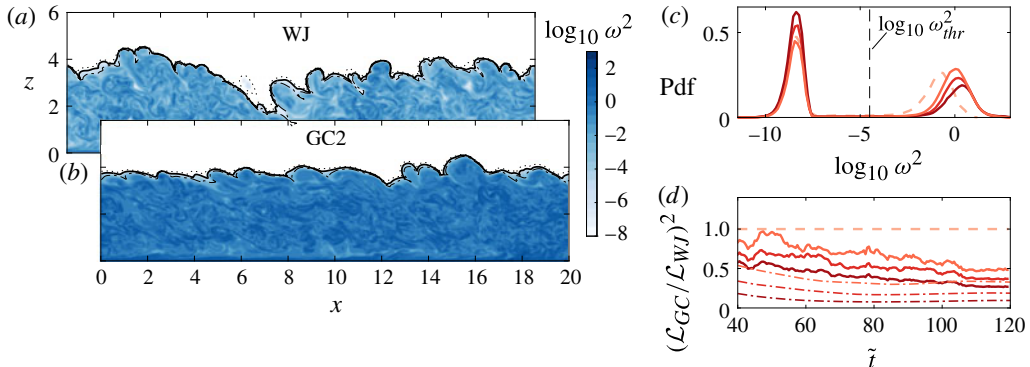 (a)
6
WJ
log₁₀ ω²
z
4
2
0
2
0
−2
−4
−6
−8
(b)
GC2
0 2 4 6 8 10 12 14 16 18 20
x
(c)
0.5
0
Pdf
log₁₀ ω²thr
−10 −5 0
log₁₀ ω²
(d)
(ℒGC/ℒWJ)²
1.0
0.5
0
40 60 80 100 120
t̃